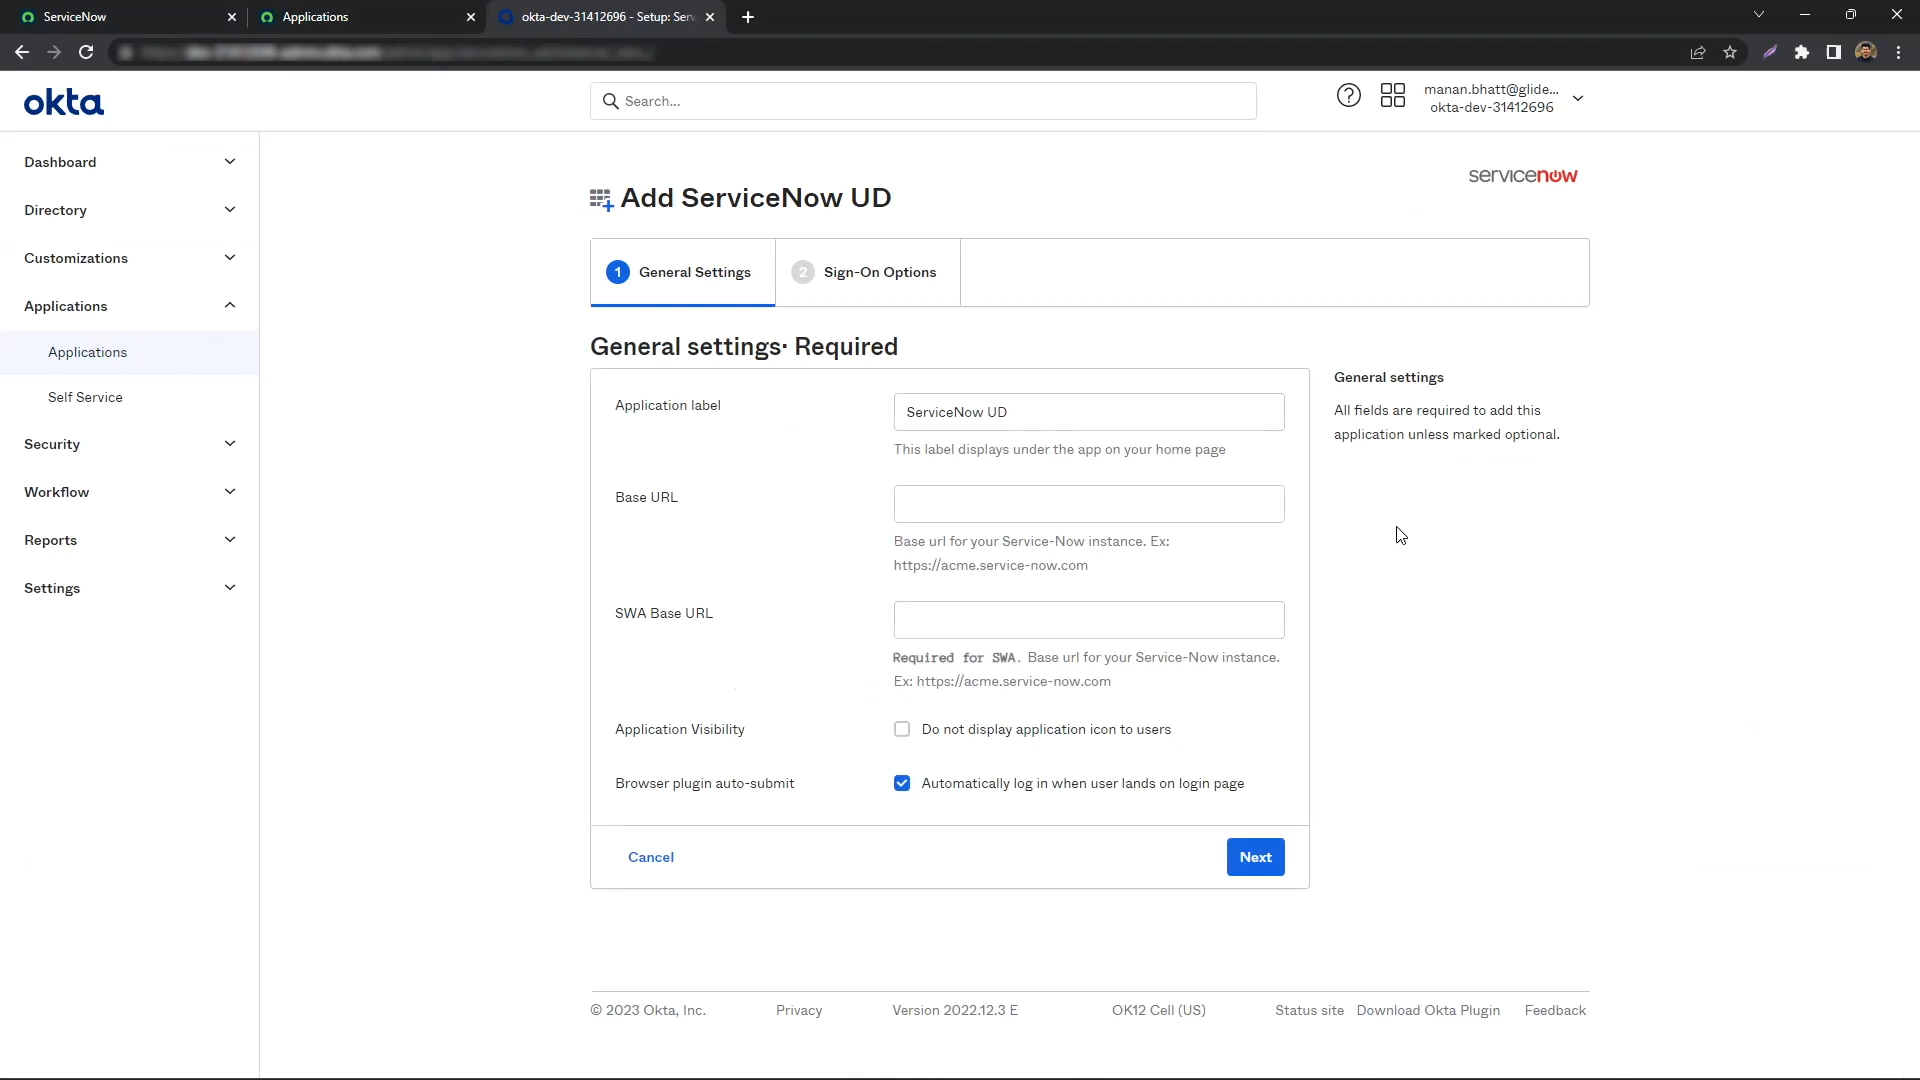 ServiceNow
Applications
okta-dev-31412696 - Setup: Serv
okta
Search...
manan.bhatt@glide...
okta-dev-31412696
servicenow
Dashboard
Directory
Customizations
Applications
Applications
Self Service
Security
Workflow
Reports
Settings
Add ServiceNow UD
1 General Settings
2 Sign-On Options
General settings· Required
Application label
ServiceNow UD
This label displays under the app on your home page
Base URL
Base url for your Service-Now instance. Ex:
https://acme.service-now.com
SWA Base URL
Required for SWA. Base url for your Service-Now instance.
Ex: https://acme.service-now.com
Application Visibility
Do not display application icon to users
Browser plugin auto-submit
Automatically log in when user lands on login page
Cancel
Next
General settings
All fields are required to add this
application unless marked optional.
© 2023 Okta, Inc.
Privacy
Version 2022.12.3 E
OK12 Cell (US)
Status site
Download Okta Plugin
Feedback